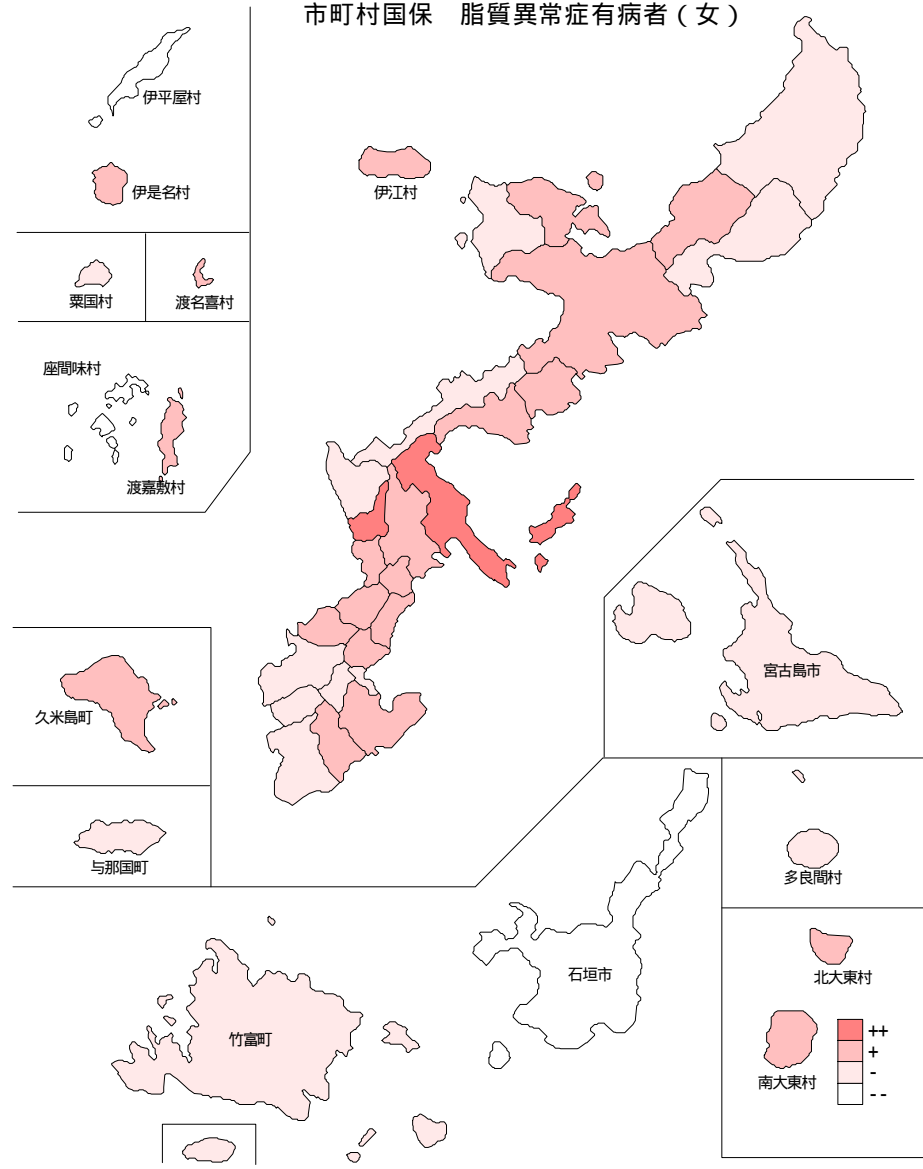 市町村国保　脂質異常症有病者（女）
伊平屋村
伊是名村
伊江村
粟国村
渡名喜村
座間味村
渡嘉敷村
久米島町
宮古島市
与那国町
多良間村
石垣市
北大東村
竹富町
南大東村
++
+
-
--